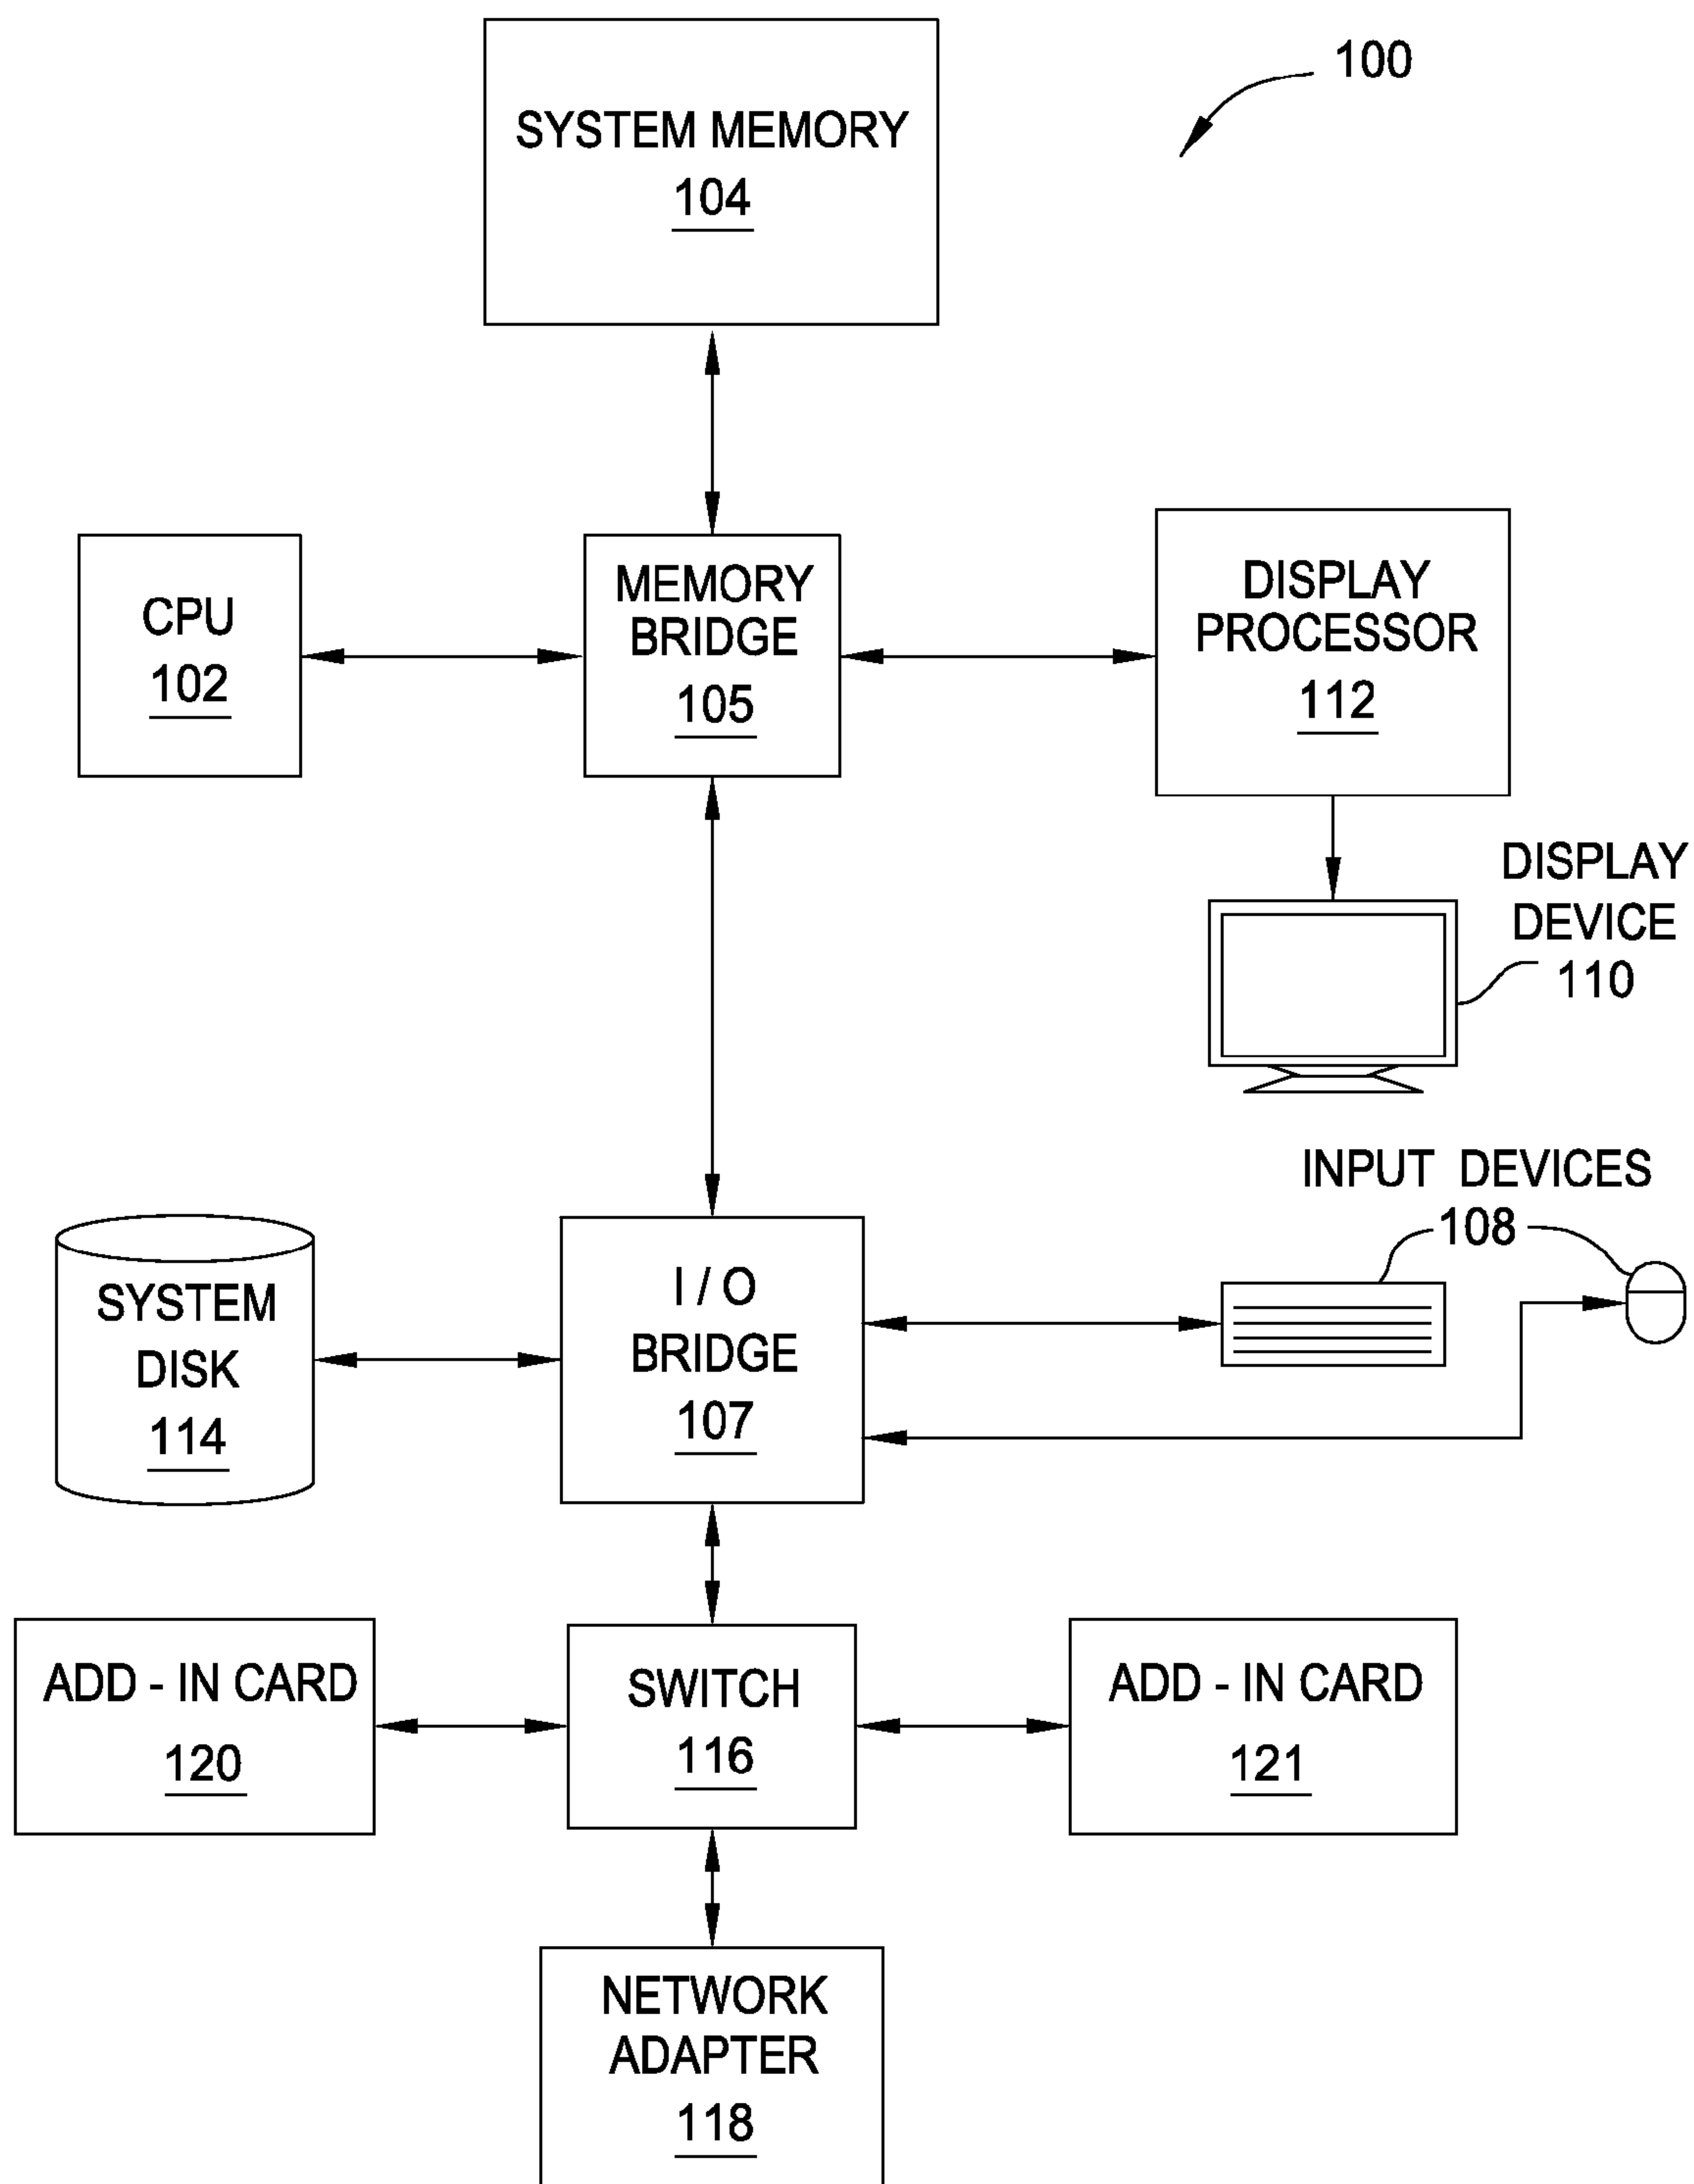 100
SYSTEM MEMORY
104
CPU
102
MEMORY
BRIDGE
105
DISPLAY
PROCESSOR
112
DISPLAY
DEVICE
110
INPUT DEVICES
108
SYSTEM
DISK
114
I / O
BRIDGE
107
ADD - IN CARD
120
SWITCH
116
ADD - IN CARD
121
NETWORK
ADAPTER
118